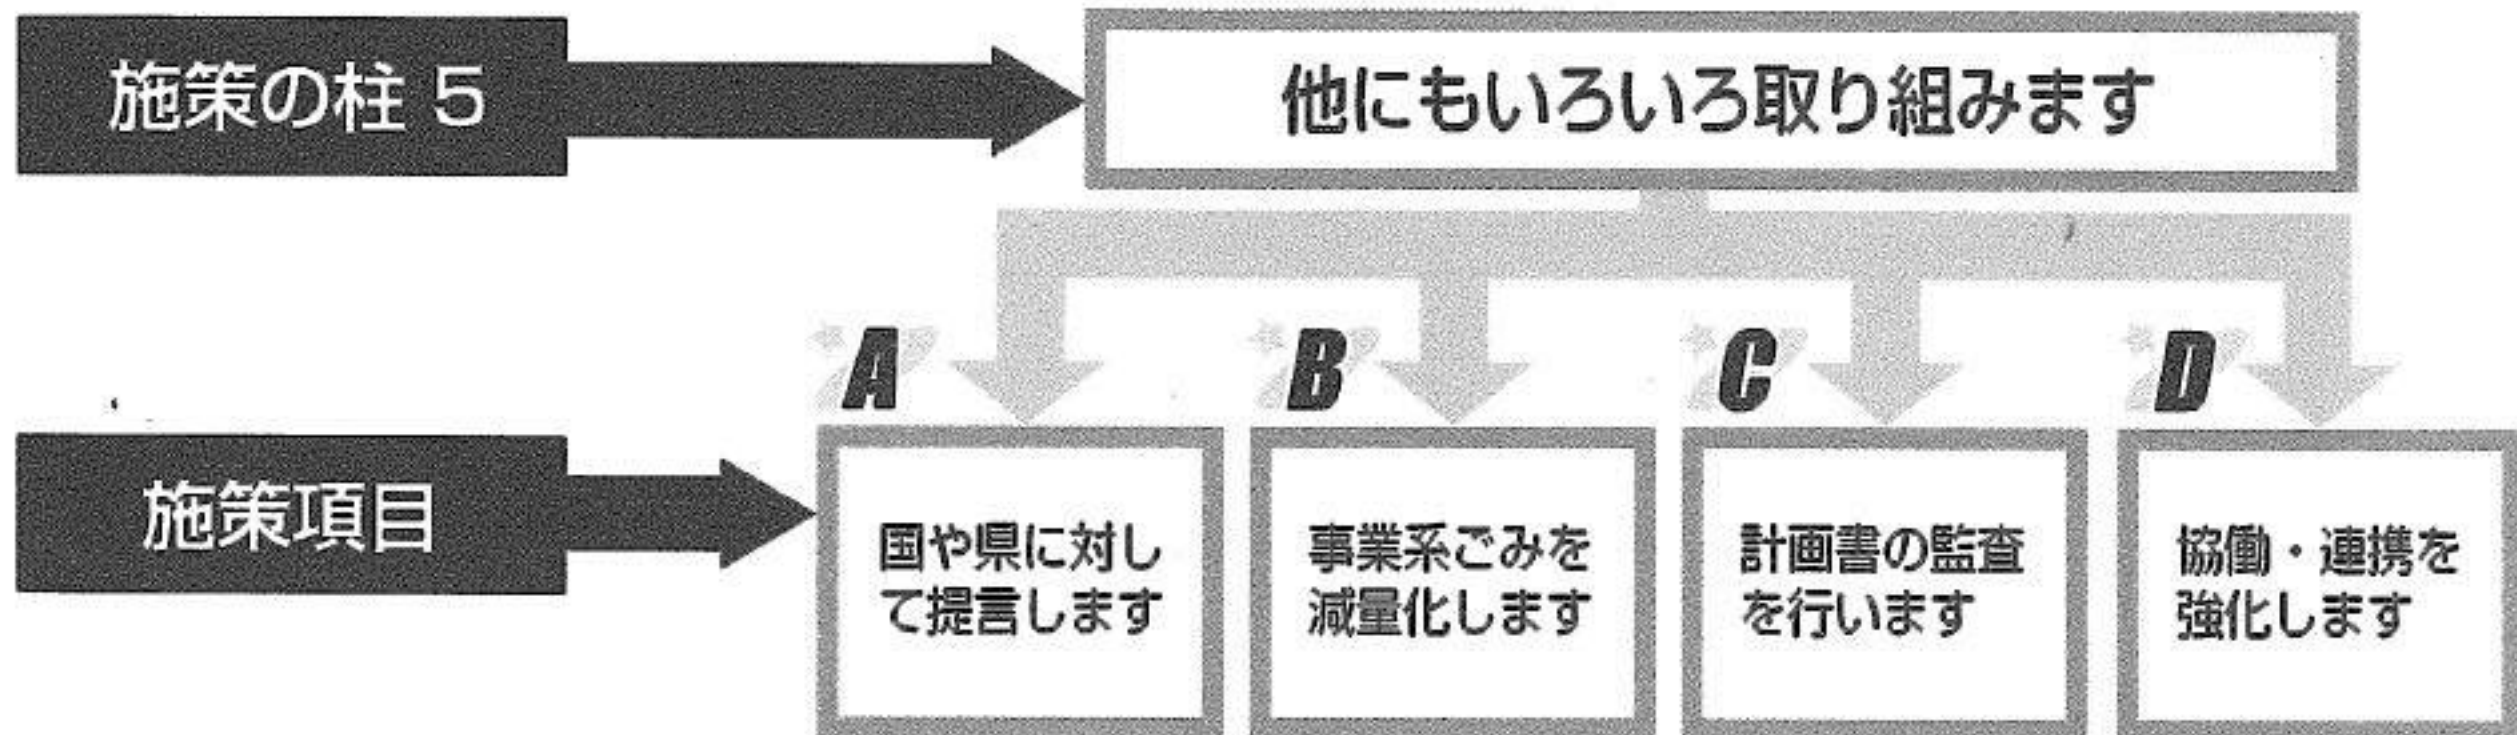 施策の柱 5
他にもいろいろ取り組みます
A
B
C
D
施策項目
国や県に対し
て提言します
事業系ごみを
減量化します
計画書の監査
を行います
協働・連携を
強化します